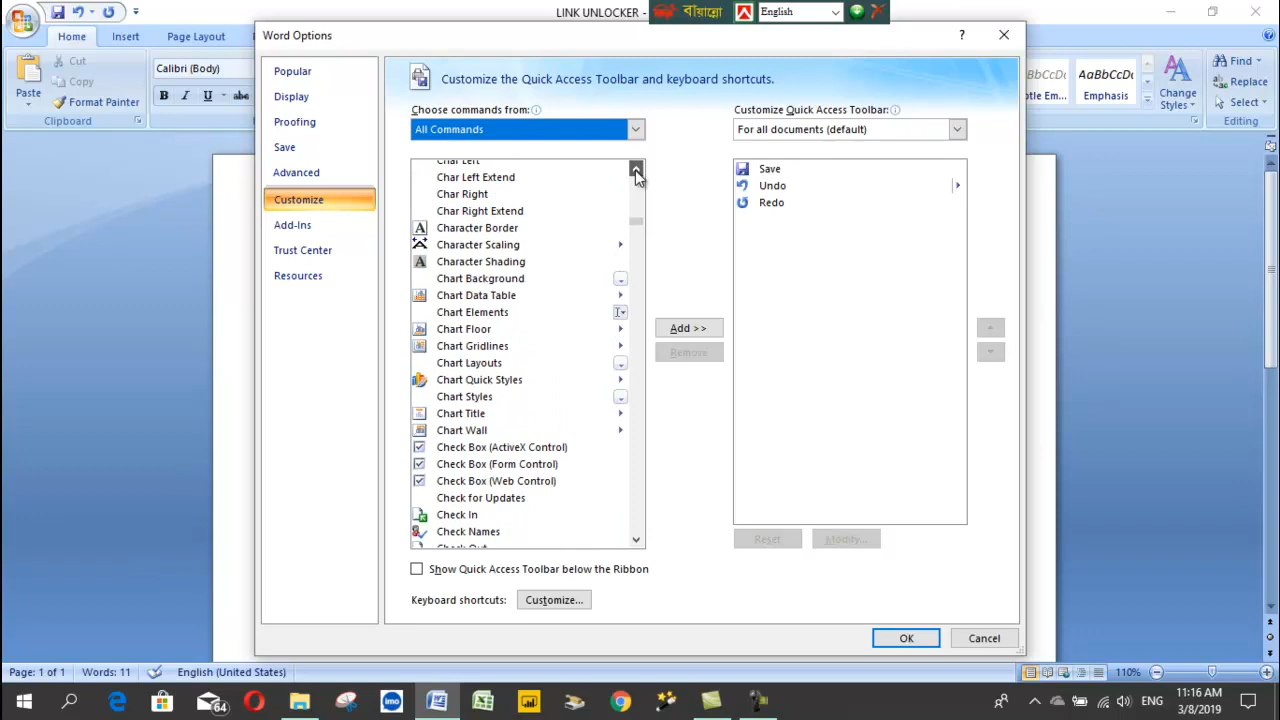 LINK UNLOCKER -
বায়ান্নো
English
Home
Insert
Page Layout
Cut
Copy
Format Painter
Paste
Clipboard
Calibri (Body)
B I U abc
AaBbCcDc
Emphasis
Change Styles
Find
Replace
Select
Editing
Word Options
Popular
Display
Proofing
Save
Advanced
Customize
Add-Ins
Trust Center
Resources
Customize the Quick Access Toolbar and keyboard shortcuts.
Choose commands from:
All Commands
Char Left
Char Left Extend
Char Right
Char Right Extend
Character Border
Character Scaling
Character Shading
Chart Background
Chart Data Table
Chart Elements
Chart Floor
Chart Gridlines
Chart Layouts
Chart Quick Styles
Chart Styles
Chart Title
Chart Wall
Check Box (ActiveX Control)
Check Box (Form Control)
Check Box (Web Control)
Check for Updates
Check In
Check Names
Check Out
Add >>
Remove
Customize Quick Access Toolbar:
For all documents (default)
Save
Undo
Redo
Reset
Modify...
Show Quick Access Toolbar below the Ribbon
Keyboard shortcuts: Customize...
OK
Cancel
Page: 1 of 1
Words: 11
English (United States)
110%
64
imo
ENG
11:16 AM
3/8/2019